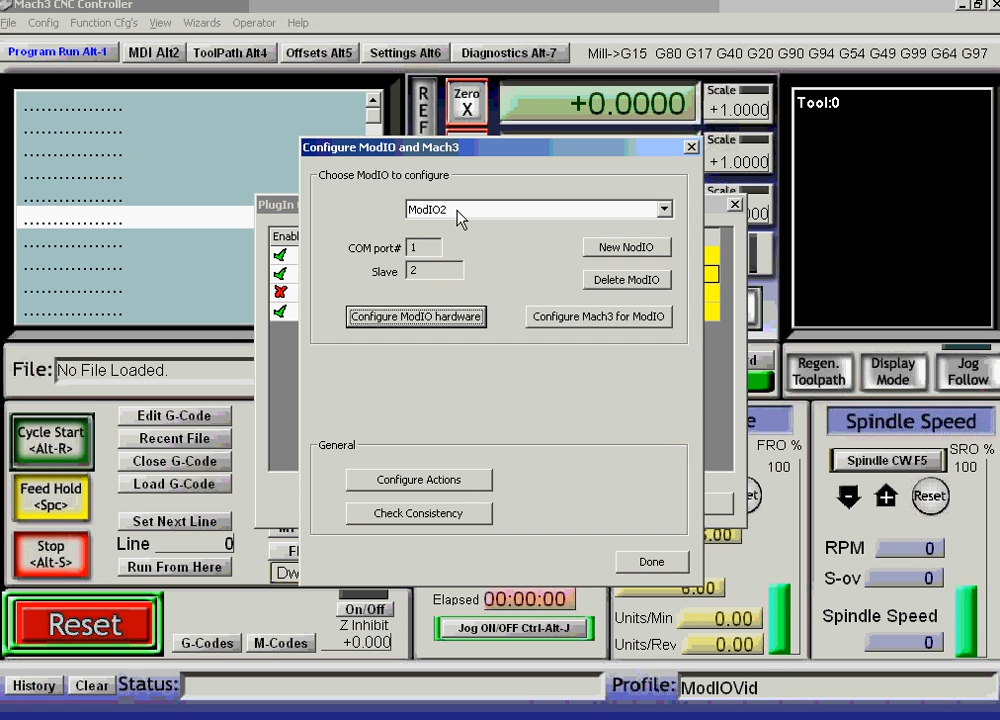 Mach3 CNC Controller
File Config Function Cfg's View Wizards Operator Help
Program Run Alt-1 MDI Alt2 ToolPath Alt4 Offsets Alt5 Settings Alt6 Diagnostics Alt-7 Mill->G15 G80 G17 G40 G20 G90 G94 G54 G49 G99 G64 G97
REF
Zero X
+0.0000
Scale
+1.0000
Scale
+1.0000
Scale
Tool:0
Configure ModIO and Mach3
Choose ModIO to configure
ModIO2
COM port# 1
Slave 2
New NodIO
Delete ModIO
Configure ModIO hardware
Configure Mach3 for ModIO
General
Configure Actions
Check Consistency
Done
PlugIn
Enabl
File: No File Loaded.
Regen. Toolpath
Display Mode
Jog Follow
Cycle Start <Alt-R>
Feed Hold <Spc>
Stop <Alt-S>
Edit G-Code
Recent File
Close G-Code
Load G-Code
Set Next Line
Line 0
Run From Here
Reset
G-Codes
M-Codes
On/Off
Z Inhibit
+0.000
Elapsed 00:00:00
Jog ON/OFF Ctrl-Alt-J
FRO %
100
6.00
Units/Min 0.00
Units/Rev 0.00
Spindle Speed
SRO %
100
Spindle CW F5
Reset
RPM 0
S-ov 0
Spindle Speed
0
History Clear Status:
Profile: ModIOVid